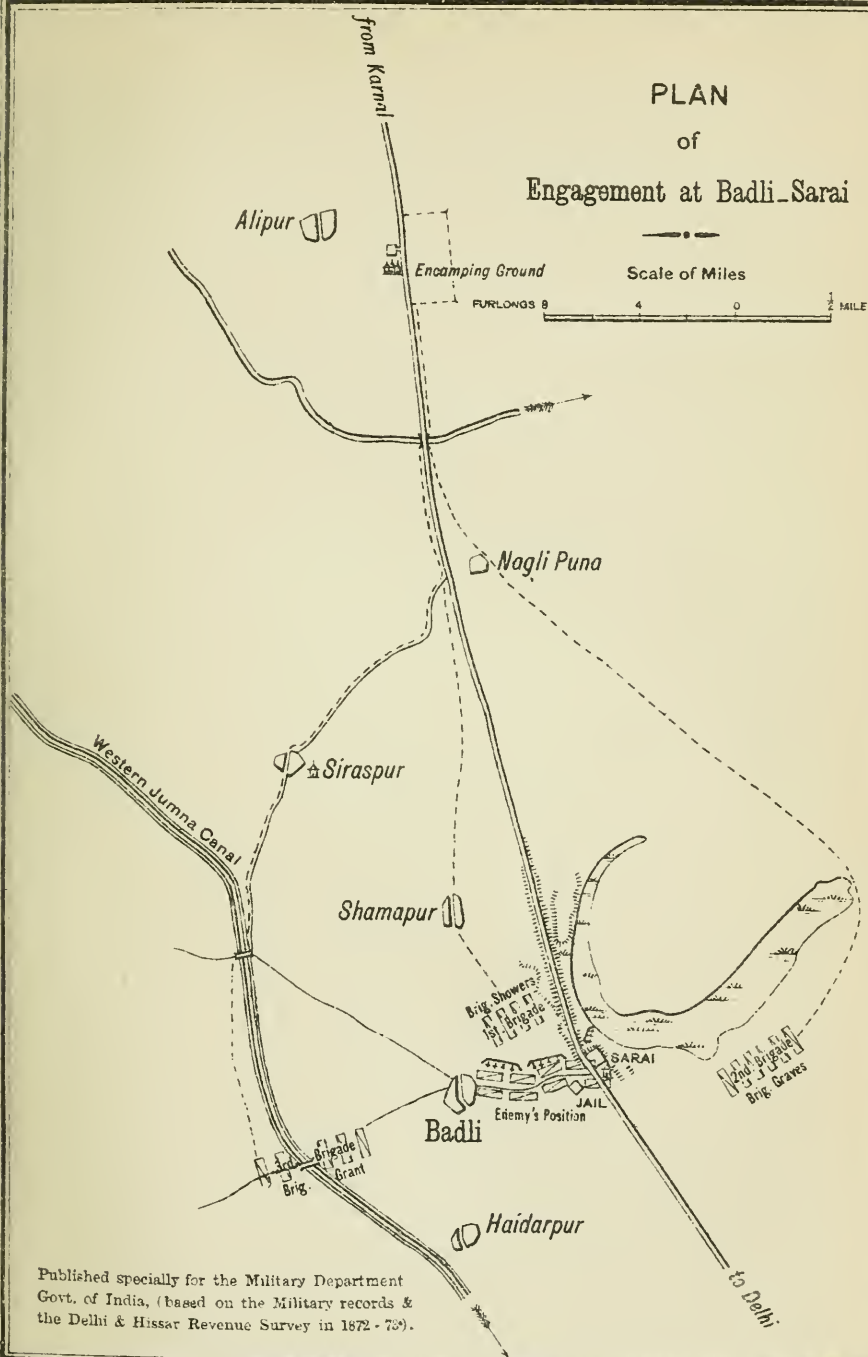 from Karnal
PLAN
of
Engagement at Badli-Sarai
Scale of Miles
FURLONGS 8 4 0 ½ MILE
Alipur
Encamping Ground
Nagli Puna
Western Jumna Canal
Siraspur
Shamapur
Brig. Showers
1st. Brigade
SARAI
2nd. Brigade
Brig. Graves
JAIL
Enemy's Position
Badli
3rd. Brigade
Brig. Grant
Haidarpur
to Delhi
Published specially for the Military Department
Govt. of India, (based on the Military records &
the Delhi & Hissar Revenue Survey in 1872-73).